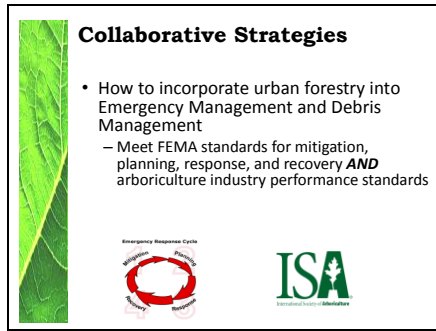 Collaborative Strategies
• How to incorporate urban forestry into
Emergency Management and Debris
Management
– Meet FEMA standards for mitigation,
planning, response, and recovery AND
arboriculture industry performance standards
Emergency Response Cycle
Mitigation
Planning
Recovery
Response
ISA
International Society of Arboriculture